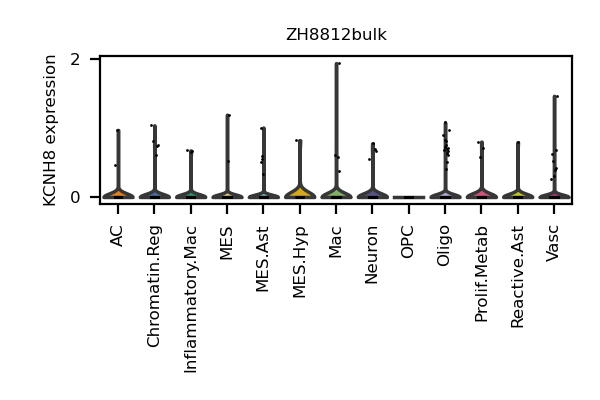 ZH8812bulk
KCNH8 expression
2
0
AC
Chromatin.Reg
Inflammatory.Mac
MES
MES.Ast
MES.Hyp
Mac
Neuron
OPC
Oligo
Prolif.Metab
Reactive.Ast
Vasc